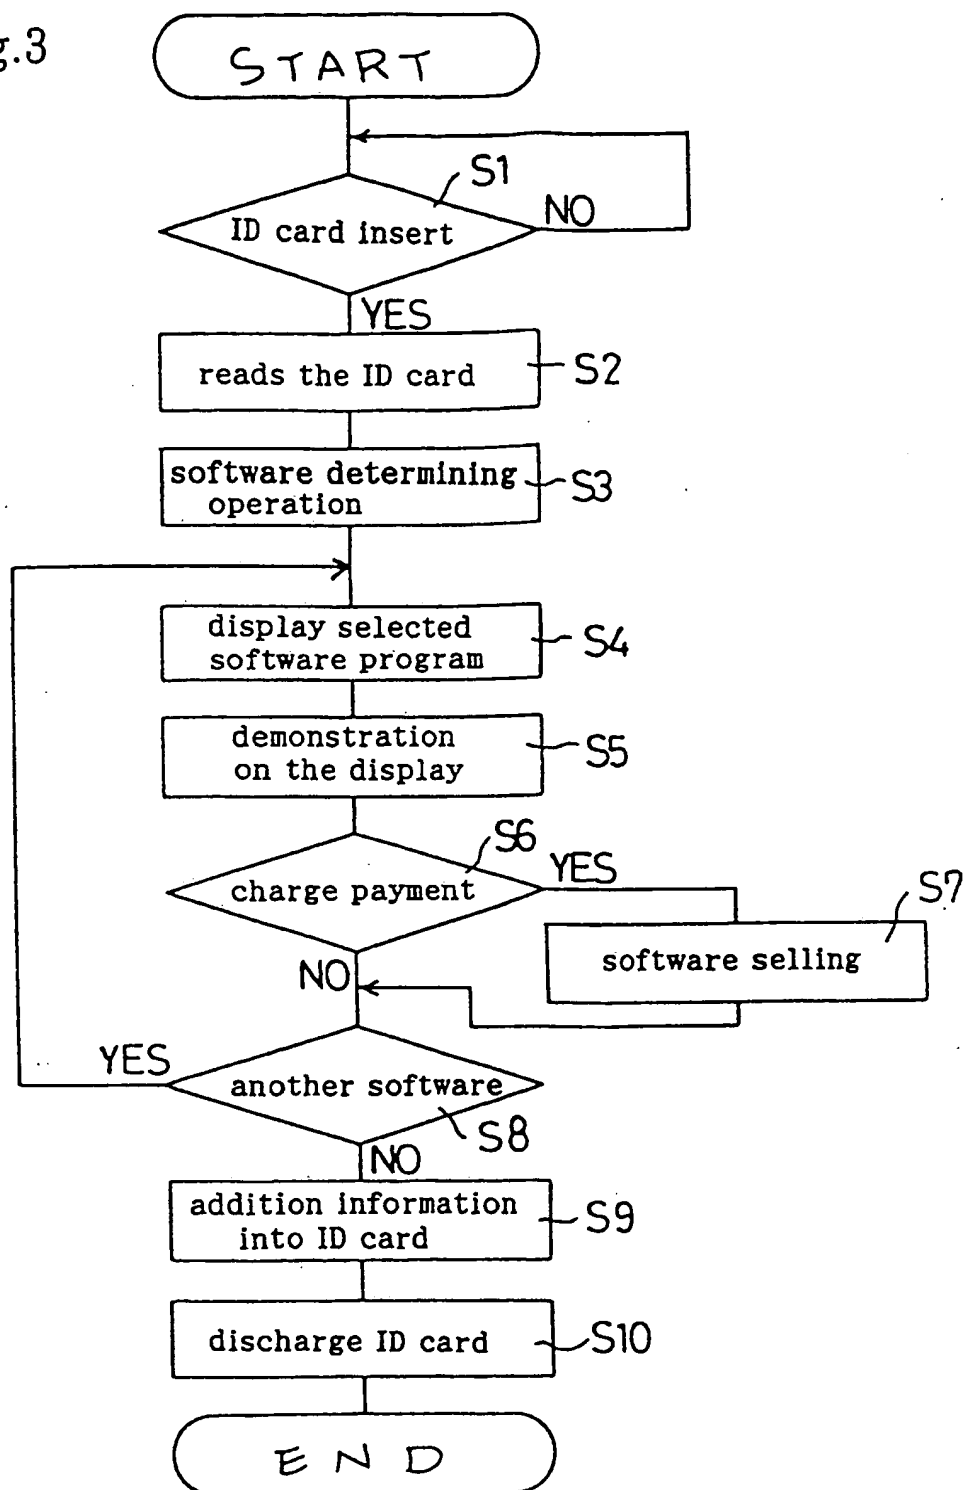 g.3
START
S1
ID card insert
NO
YES
reads the ID card
S2
software determining
operation
S3
display selected
software program
S4
demonstration
on the display
S5
S6
charge payment
YES
S7
software selling
NO
YES
another software
S8
NO
addition information
into ID card
S9
discharge ID card
S10
END